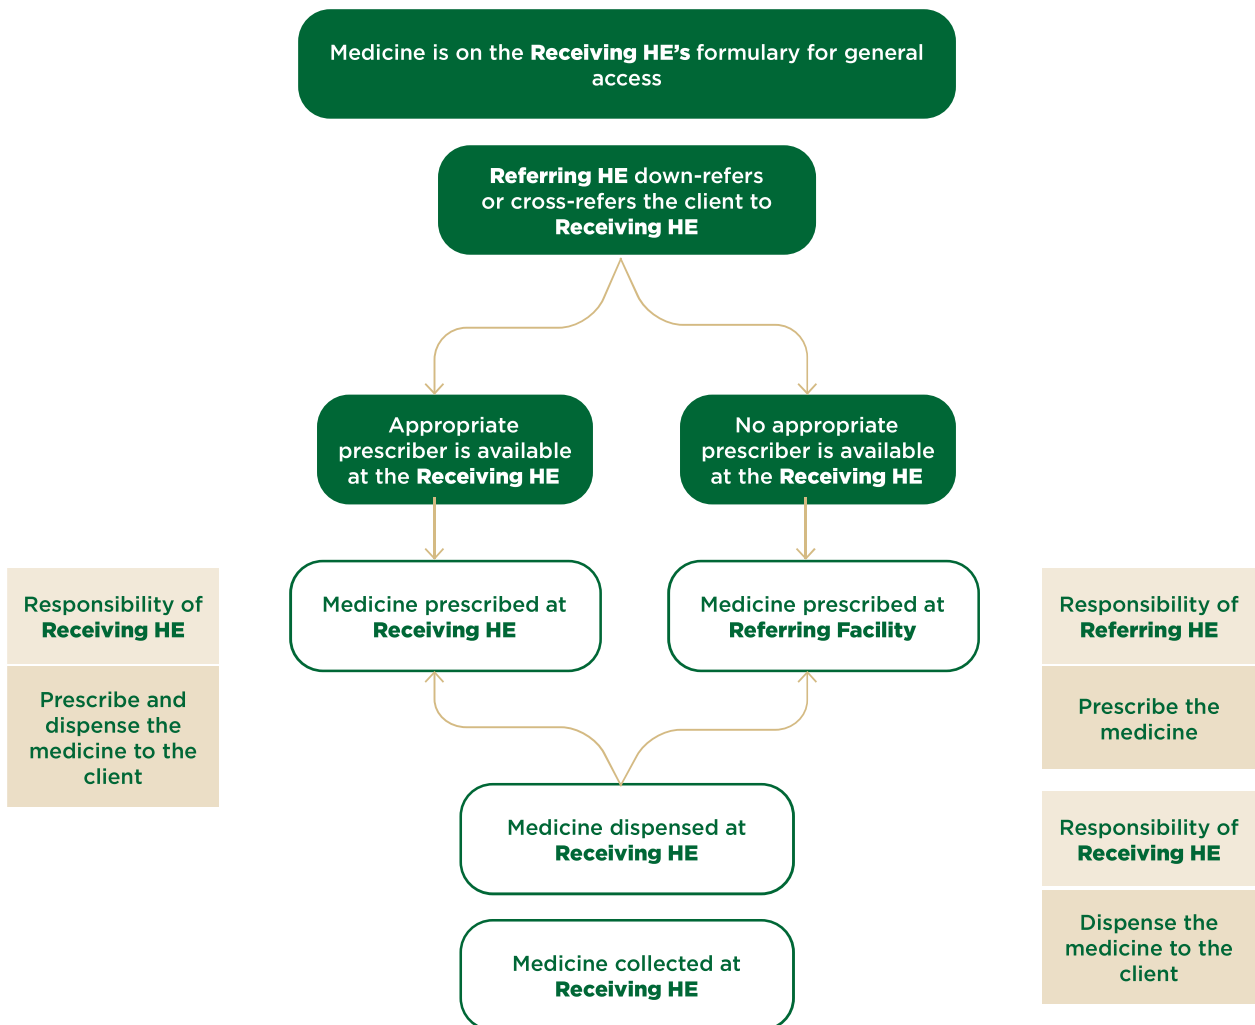 Medicine is on the Receiving HE’s formulary for general
access
Referring HE down-refers
or cross-refers the client to
Receiving HE
Appropriate
prescriber is available
at the Receiving HE
No appropriate
prescriber is available
at the Receiving HE
Responsibility of
Receiving HE
Prescribe and
dispense the
medicine to the
client
Medicine prescribed at
Receiving HE
Medicine prescribed at
Referring Facility
Responsibility of
Referring HE
Prescribe the
medicine
Medicine dispensed at
Receiving HE
Responsibility of
Receiving HE
Dispense the
medicine to the
client
Medicine collected at
Receiving HE